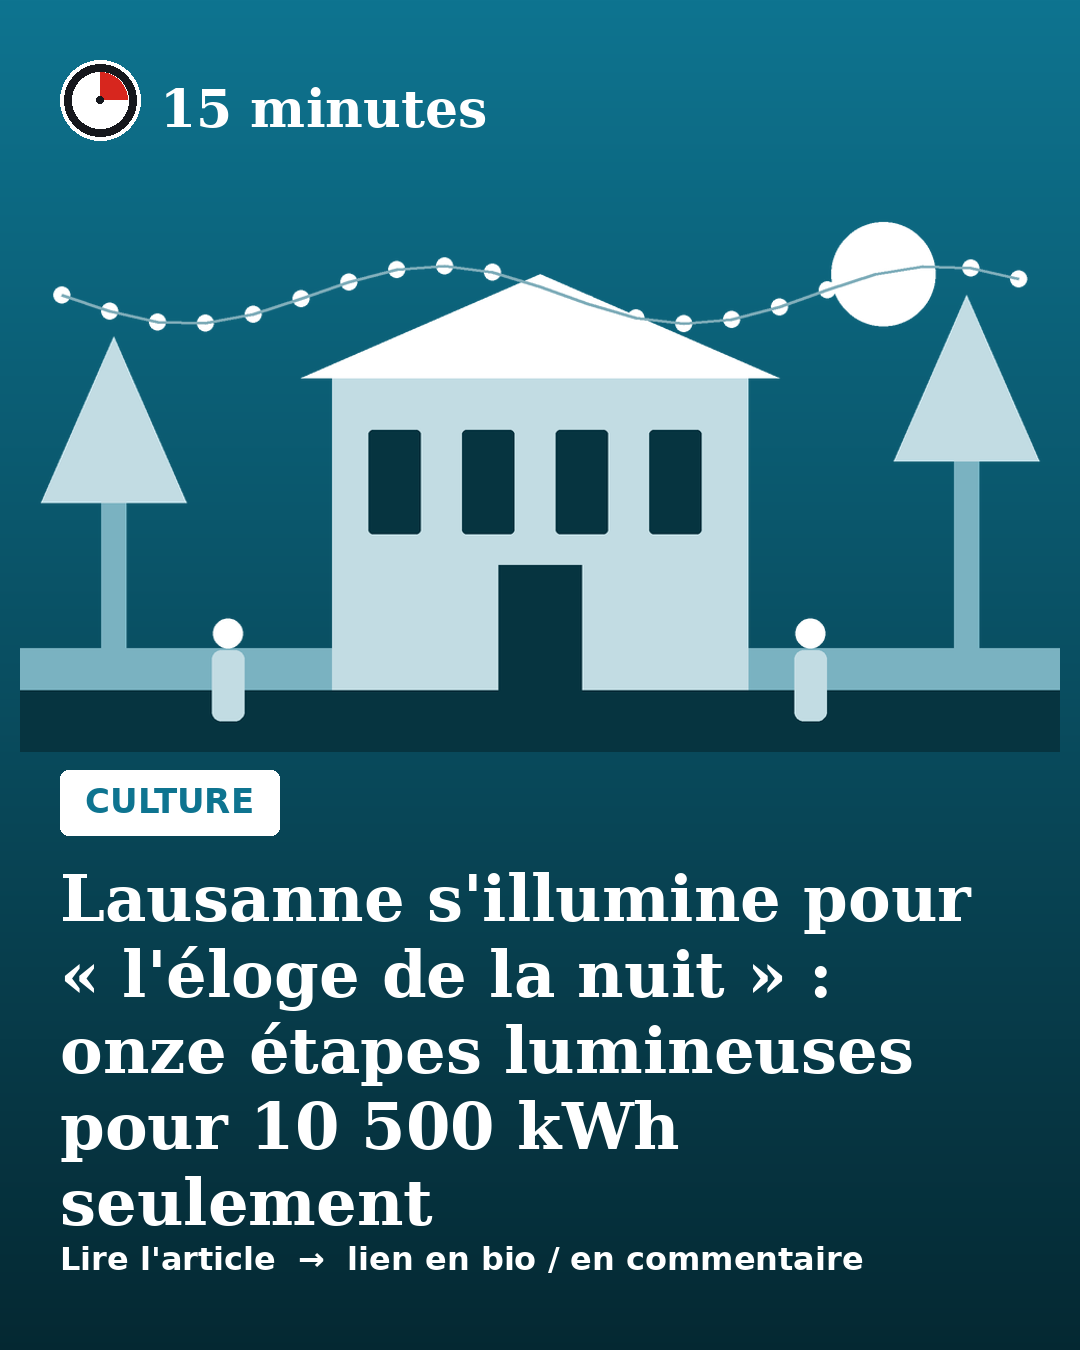 15 minutes
CULTURE
Lausanne s'illumine pour
« l'éloge de la nuit » :
onze étapes lumineuses
pour 10 500 kWh
seulement
Lire l'article → lien en bio / en commentaire